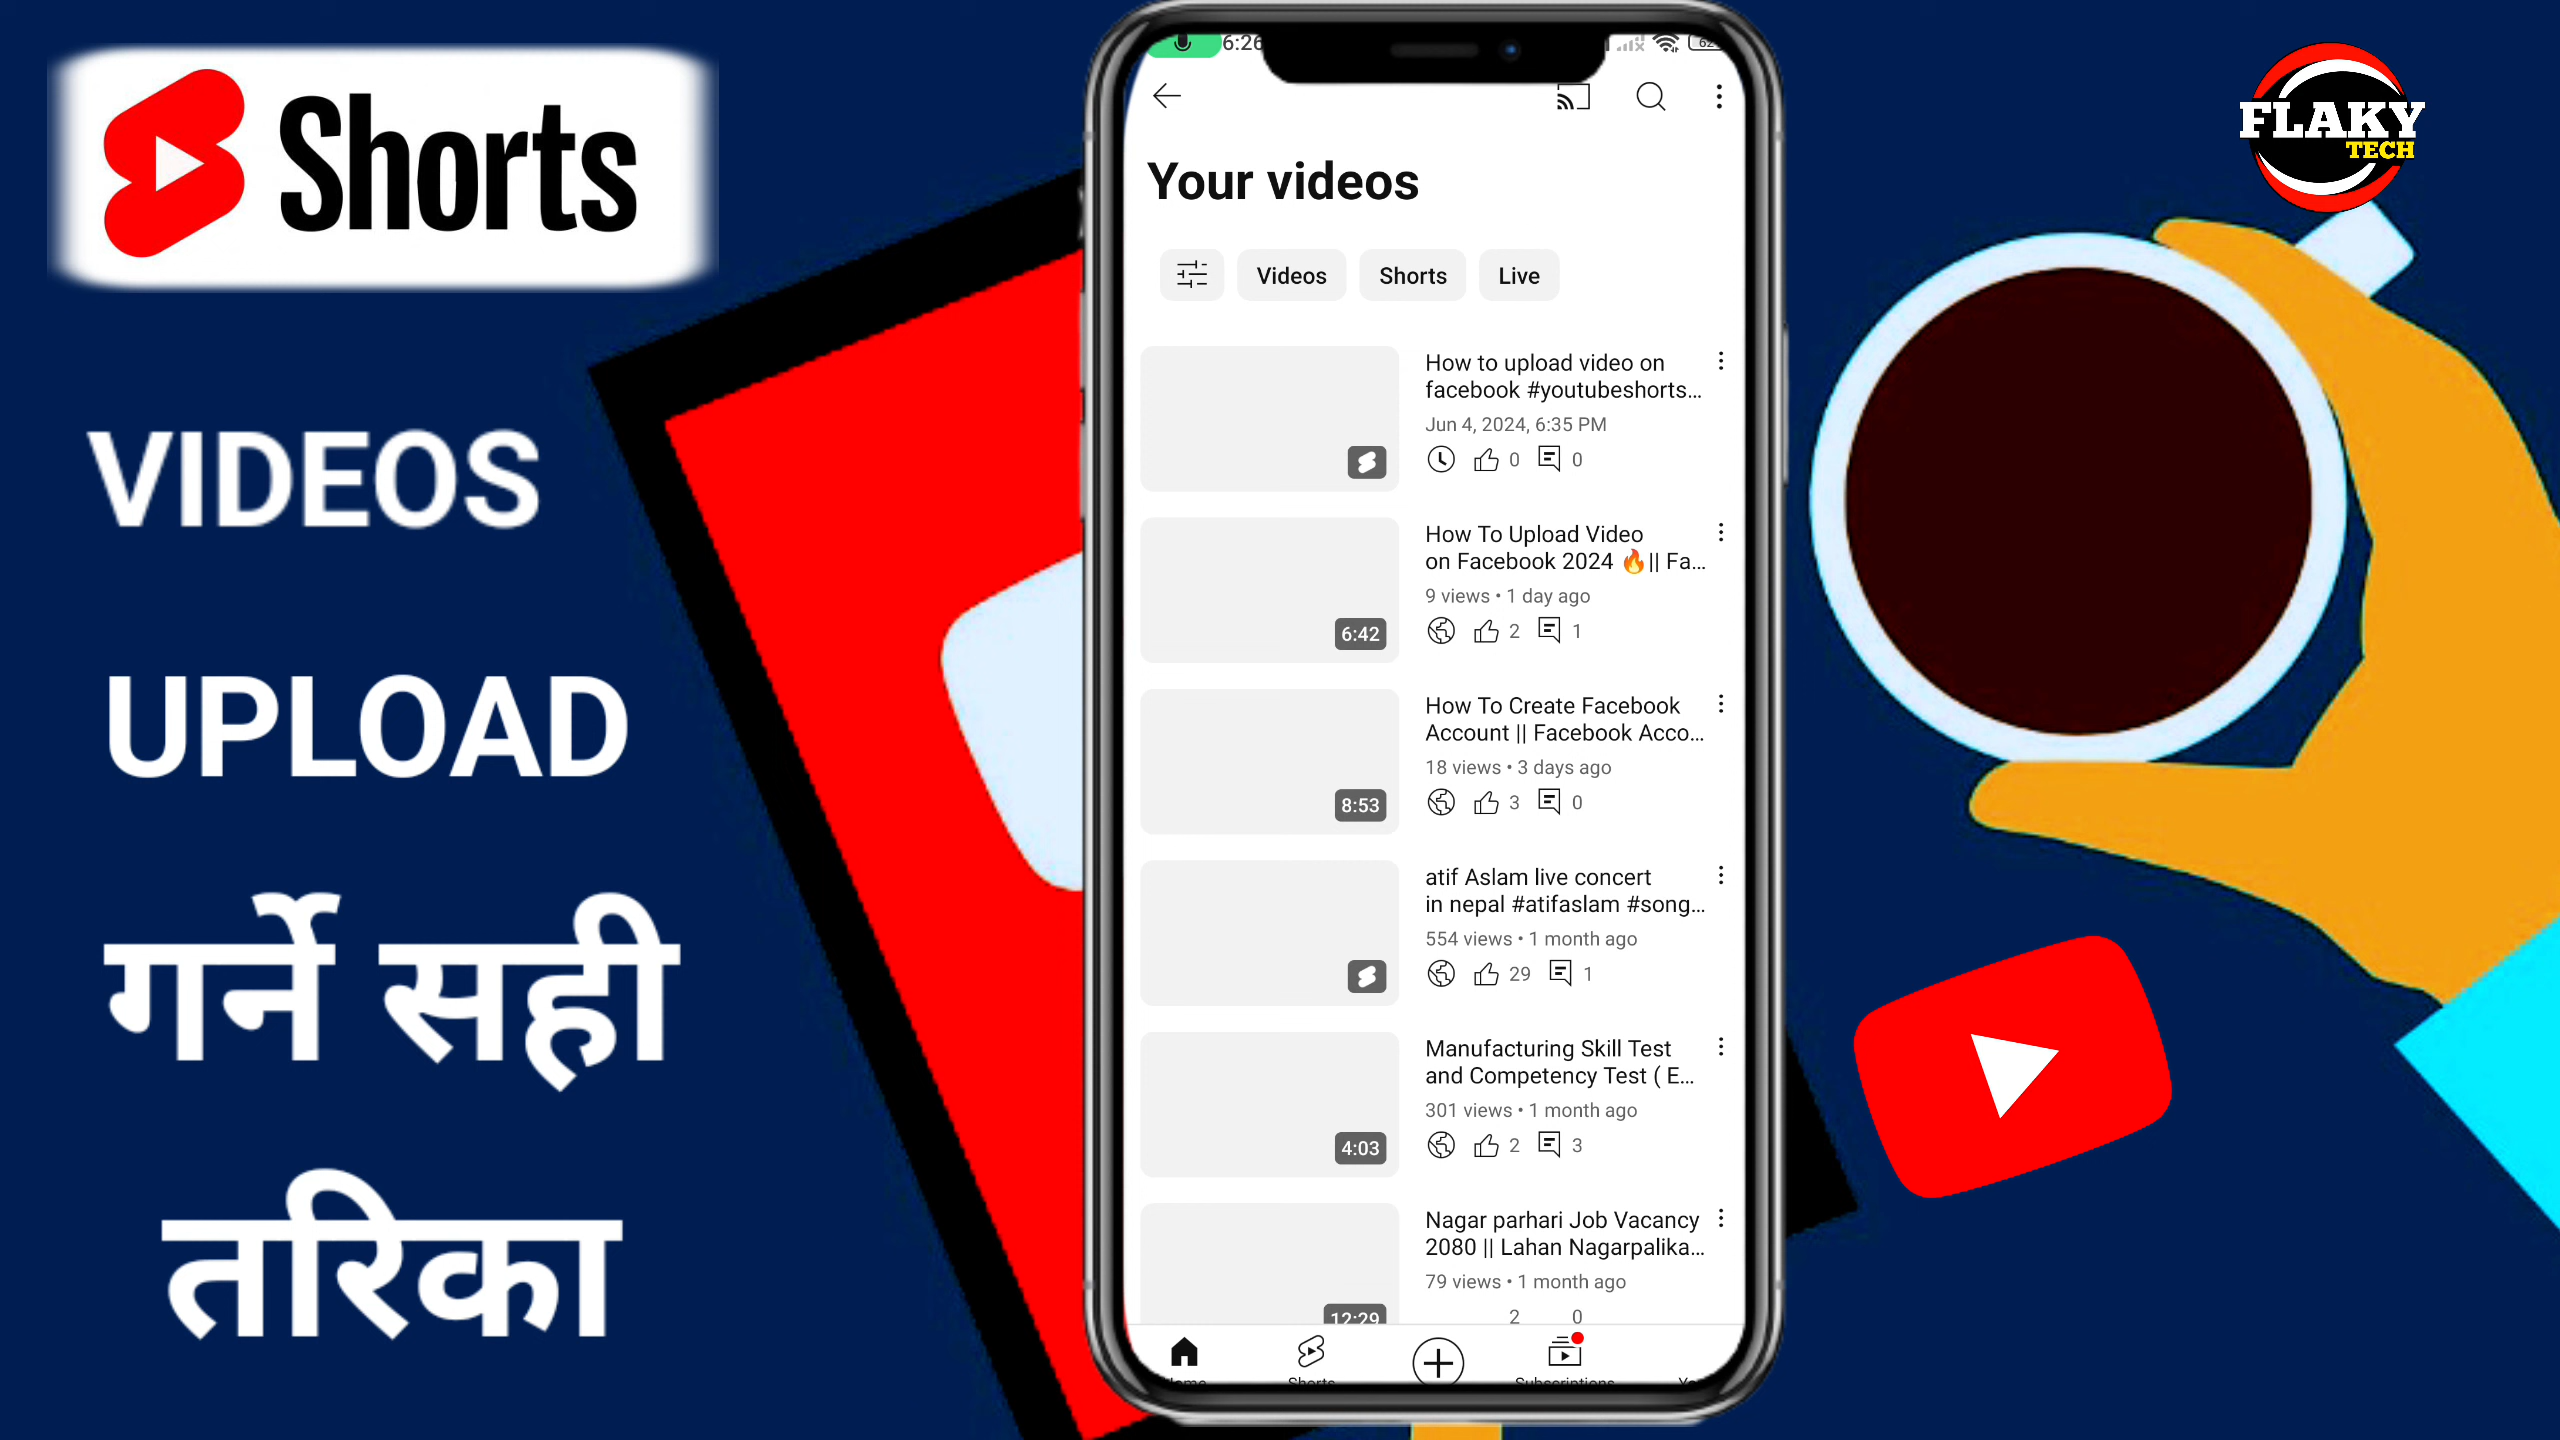 Shorts
VIDEOS
UPLOAD
गर्ने सही
तरिका
6:26
62
Your videos
Videos
Shorts
Live
How to upload video on
facebook #youtubeshorts...
Jun 4, 2024, 6:35 PM
0 0
How To Upload Video
on Facebook 2024 🔥|| Fa...
9 views • 1 day ago
2 1
6:42
How To Create Facebook
Account || Facebook Acco...
18 views • 3 days ago
3 0
8:53
atif Aslam live concert
in nepal #atifaslam #song...
554 views • 1 month ago
29 1
Manufacturing Skill Test
and Competency Test ( E...
301 views • 1 month ago
2 3
4:03
Nagar parhari Job Vacancy
2080 || Lahan Nagarpalika...
79 views • 1 month ago
2 0
12:29
Shorts
Subscriptions
FLAKY
TECH